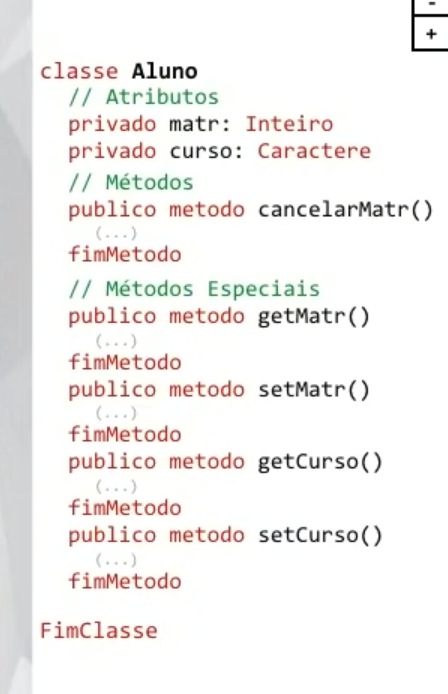 -
+
classe Aluno
// Atributos
privado matr: Inteiro
privado curso: Caractere
// Métodos
publico metodo cancelarMatr()
(...)
fimMetodo
// Métodos Especiais
publico metodo getMatr()
(...)
fimMetodo
publico metodo setMatr()
(...)
fimMetodo
publico metodo getCurso()
(...)
fimMetodo
publico metodo setCurso()
(...)
fimMetodo
FimClasse